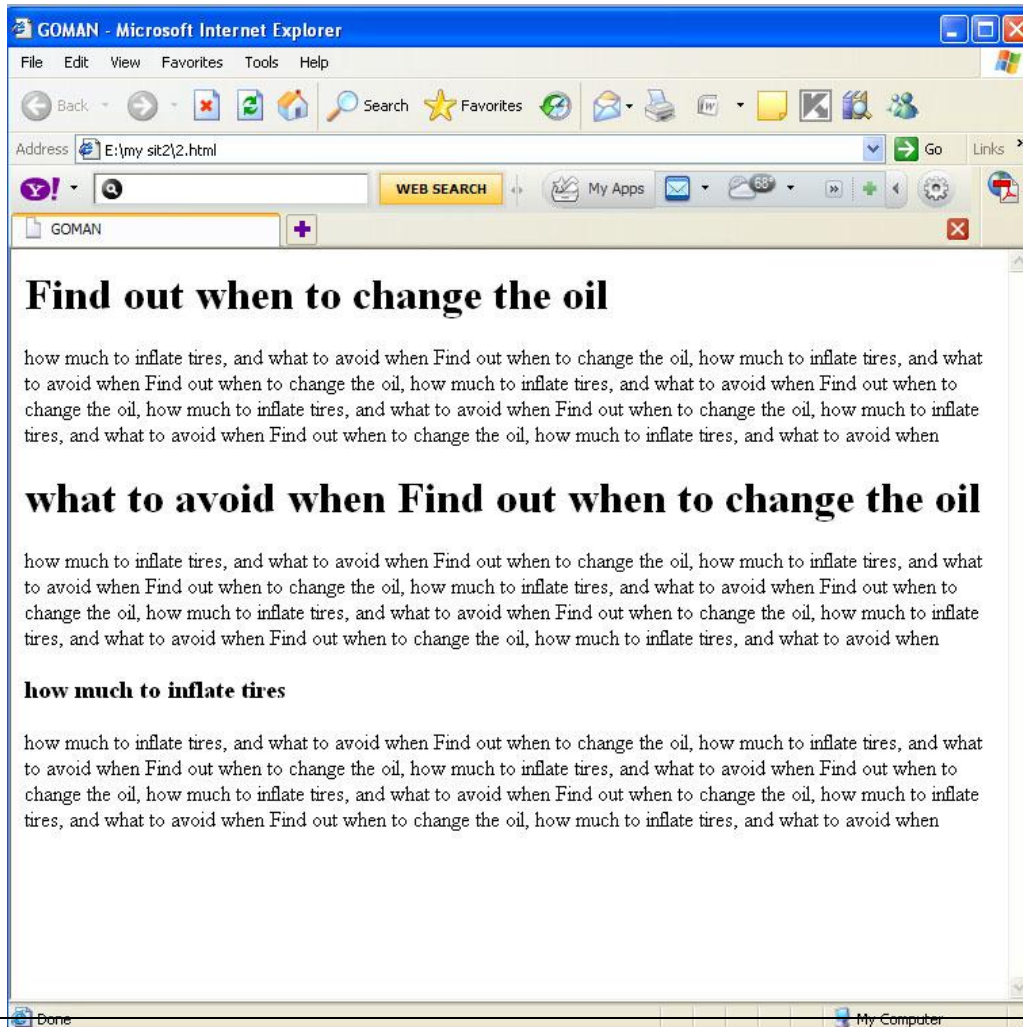 GOMAN - Microsoft Internet Explorer
File Edit View Favorites Tools Help
Back Search Favorites
Address E:\my sit2\2.html Go Links
Y! WEB SEARCH My Apps 68°
GOMAN
Find out when to change the oil
how much to inflate tires, and what to avoid when Find out when to change the oil, how much to inflate tires, and what
to avoid when Find out when to change the oil, how much to inflate tires, and what to avoid when Find out when to
change the oil, how much to inflate tires, and what to avoid when Find out when to change the oil, how much to inflate
tires, and what to avoid when Find out when to change the oil, how much to inflate tires, and what to avoid when
what to avoid when Find out when to change the oil
how much to inflate tires, and what to avoid when Find out when to change the oil, how much to inflate tires, and what
to avoid when Find out when to change the oil, how much to inflate tires, and what to avoid when Find out when to
change the oil, how much to inflate tires, and what to avoid when Find out when to change the oil, how much to inflate
tires, and what to avoid when Find out when to change the oil, how much to inflate tires, and what to avoid when
how much to inflate tires
how much to inflate tires, and what to avoid when Find out when to change the oil, how much to inflate tires, and what
to avoid when Find out when to change the oil, how much to inflate tires, and what to avoid when Find out when to
change the oil, how much to inflate tires, and what to avoid when Find out when to change the oil, how much to inflate
tires, and what to avoid when Find out when to change the oil, how much to inflate tires, and what to avoid when
Done My Computer